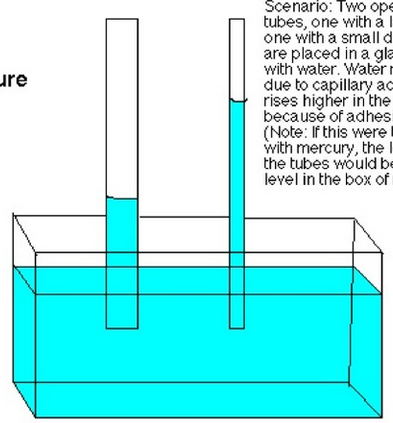 Scenario: Two ope
tubes, one with a l
one with a small d
are placed in a gla
with water. Water r
due to capillary ac
rises higher in the
because of adhesi
(Note: If this were t
with mercury, the l
the tubes would be
level in the box of
ure